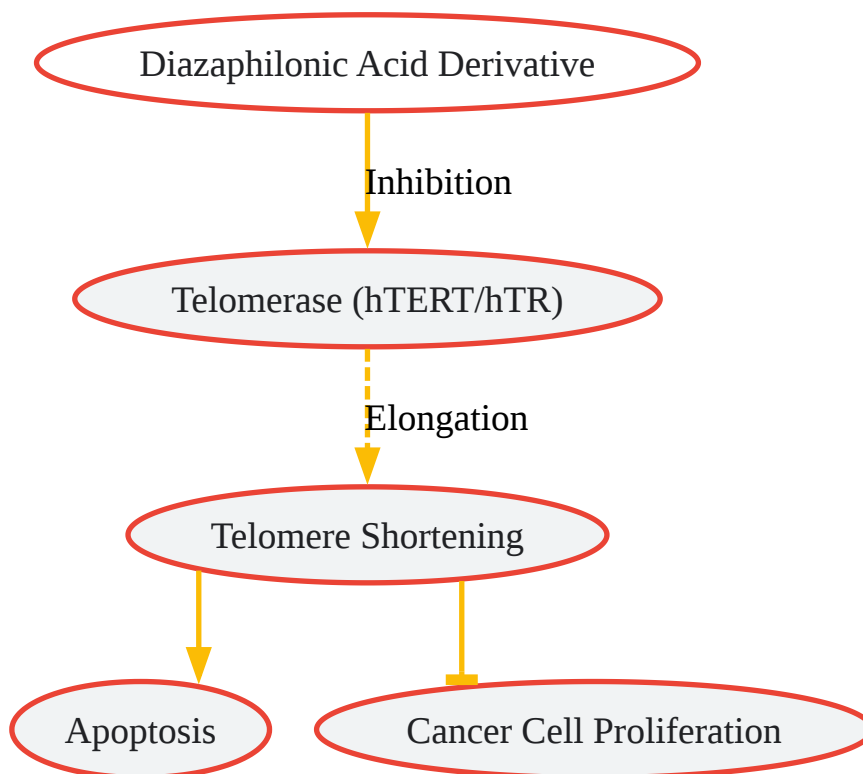 Diazaphilonic Acid Derivative
Inhibition
Telomerase (hTERT/hTR)
Elongation
Telomere Shortening
Apoptosis
Cancer Cell Proliferation